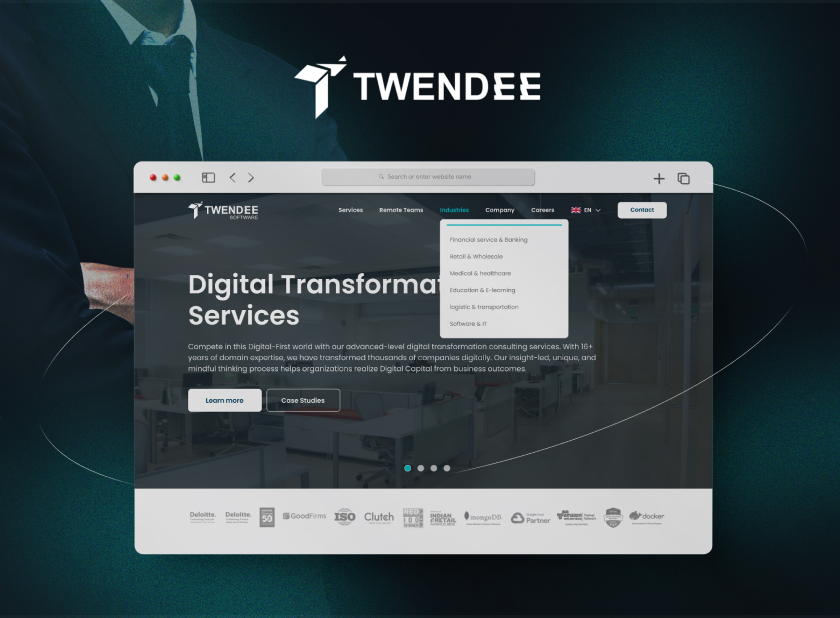 TWENDEE
Search or enter website name
TWENDEE
SOFTWARE
Services Remote Teams Industries Company Careers EN Contact
Financial service & Banking
Retail & Wholesale
Medical & healthcare
Education & E-learning
logistic & transportation
Software & IT
Digital Transformat
Services
Compete in this Digital-First world with our advanced-level digital transformation consulting services. With 16+
years of domain expertise, we have transformed thousands of companies digitally. Our insight-led, unique, and
mindful thinking process helps organizations realize Digital Capital from business outcomes.
Learn more Case Studies
Deloitte. Deloitte. 50 GoodFirms ISO Clutch RED 100 INDIAN RETAIL mongoDB Partner amazon docker